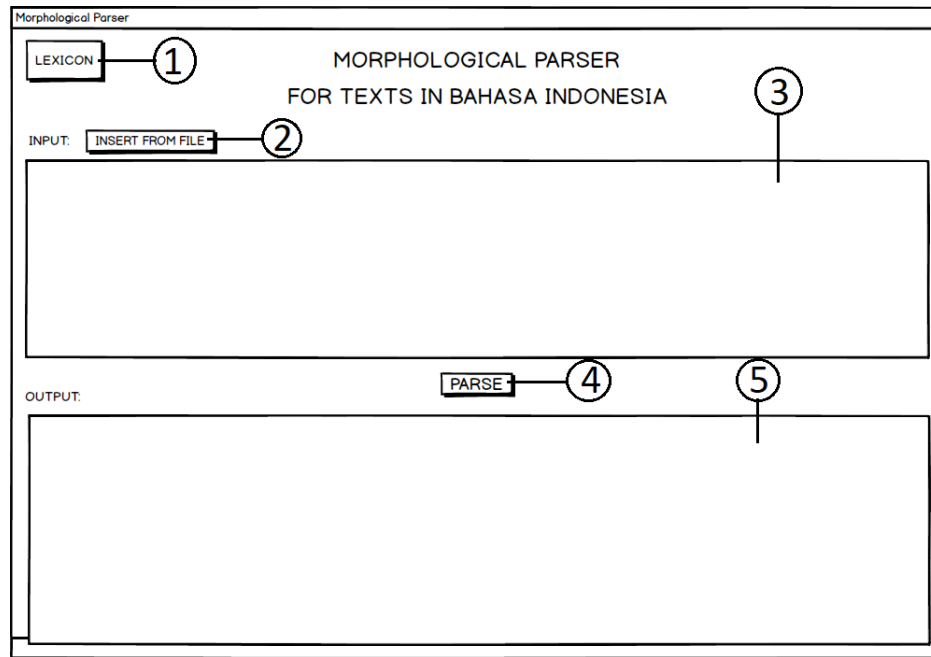 Morphological Parser
LEXICON 1
MORPHOLOGICAL PARSER
FOR TEXTS IN BAHASA INDONESIA
3
INPUT: INSERT FROM FILE 2
PARSE 4
5
OUTPUT: